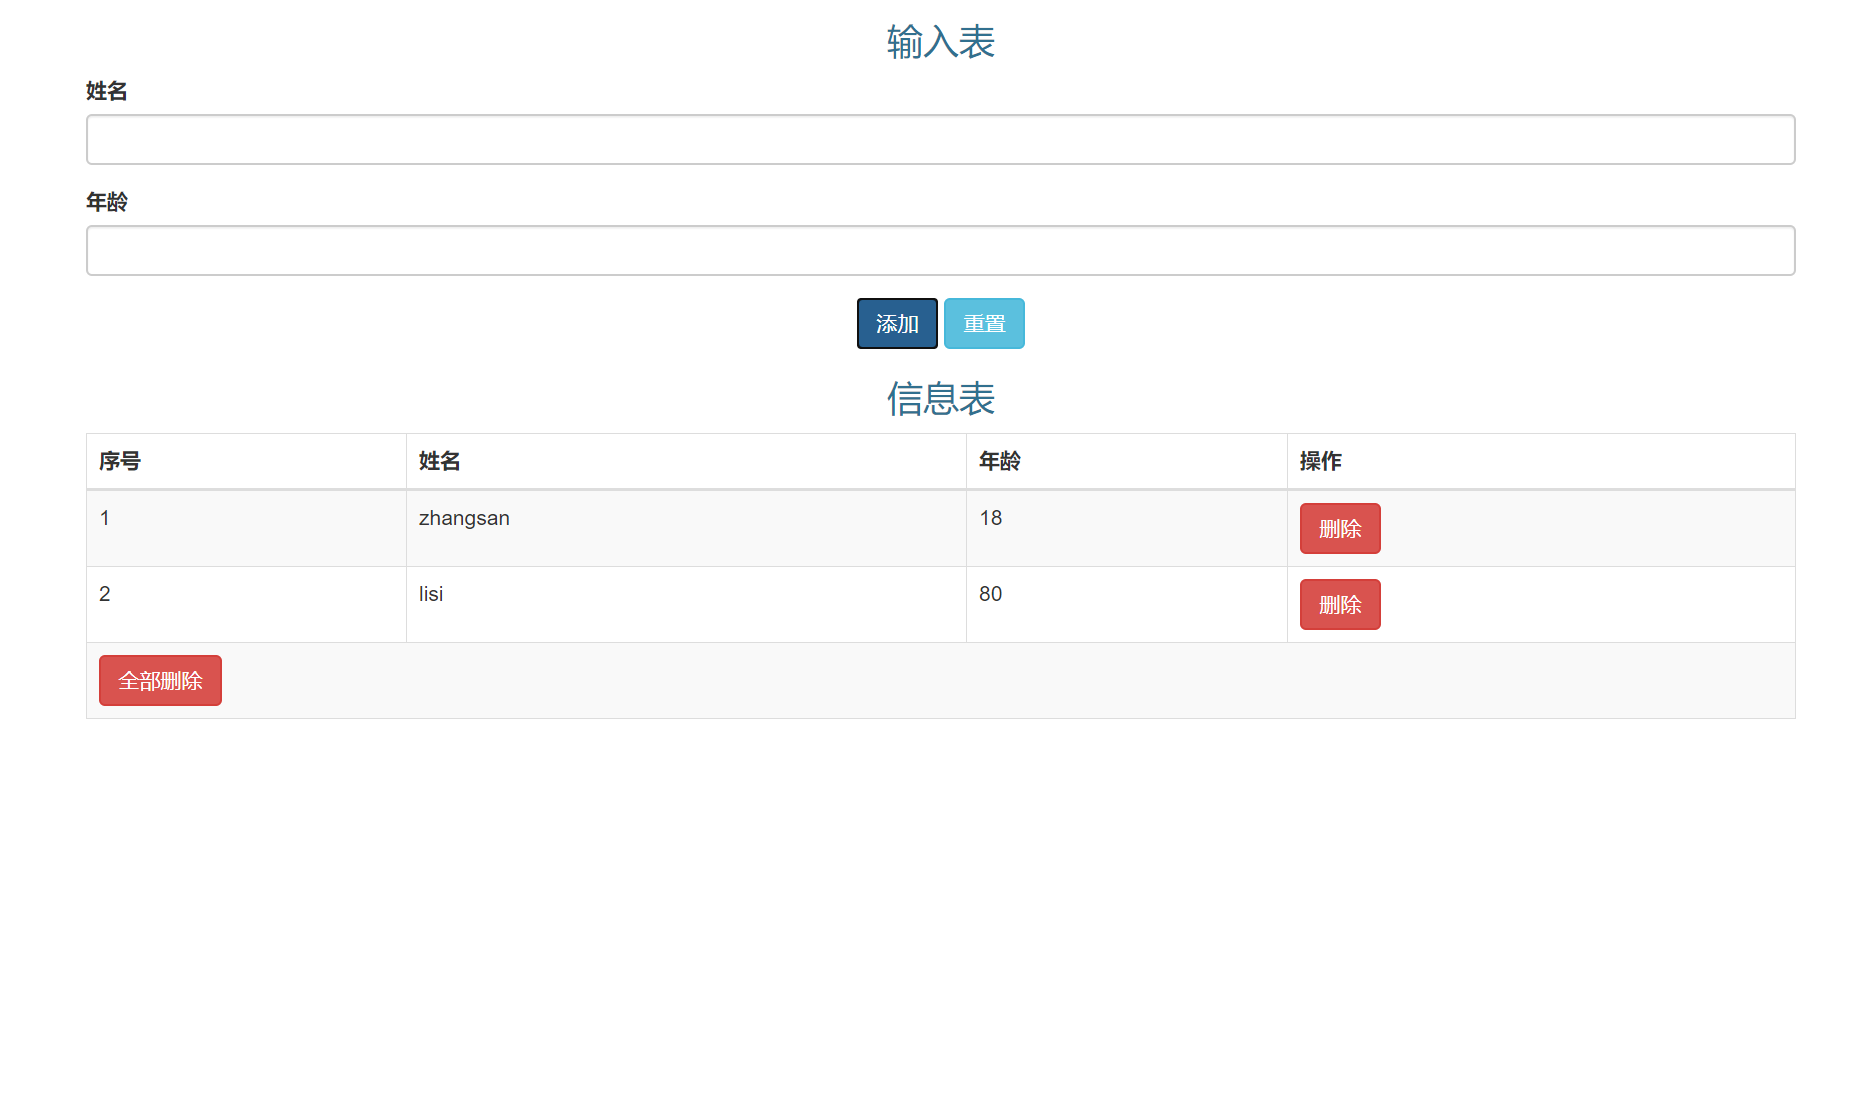 输入表
姓名
年龄
添加 重置
信息表
序号 姓名 年龄 操作
1 zhangsan 18 删除
2 lisi 80 删除
全部删除